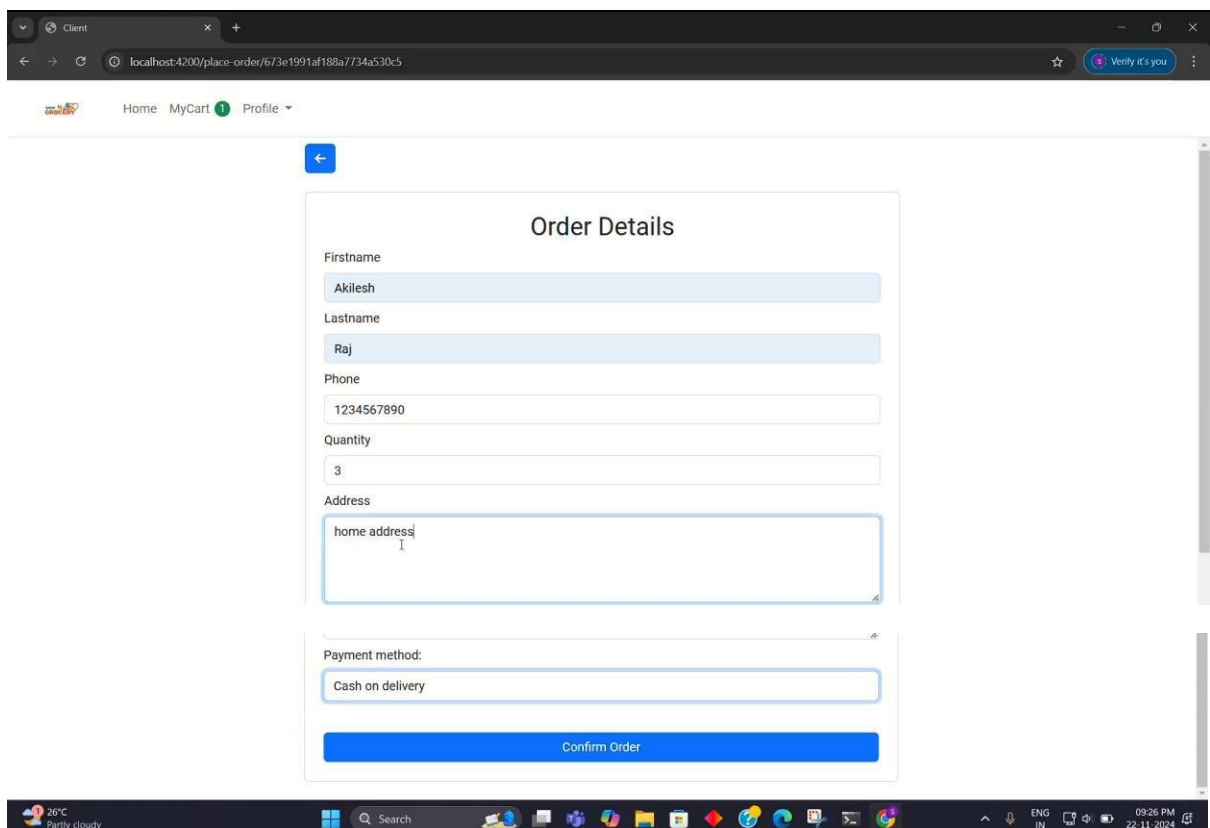 Client
localhost:4200/place-order/673e1991af188a7734a530c5
S Verify it's you
GROCERY Home MyCart 1 Profile
Order Details
Firstname
Akilesh
Lastname
Raj
Phone
1234567890
Quantity
3
Address
home address
Payment method:
Cash on delivery
Confirm Order
1 26°C
Partly cloudy
Search
ENG
IN
09:26 PM
22-11-2024